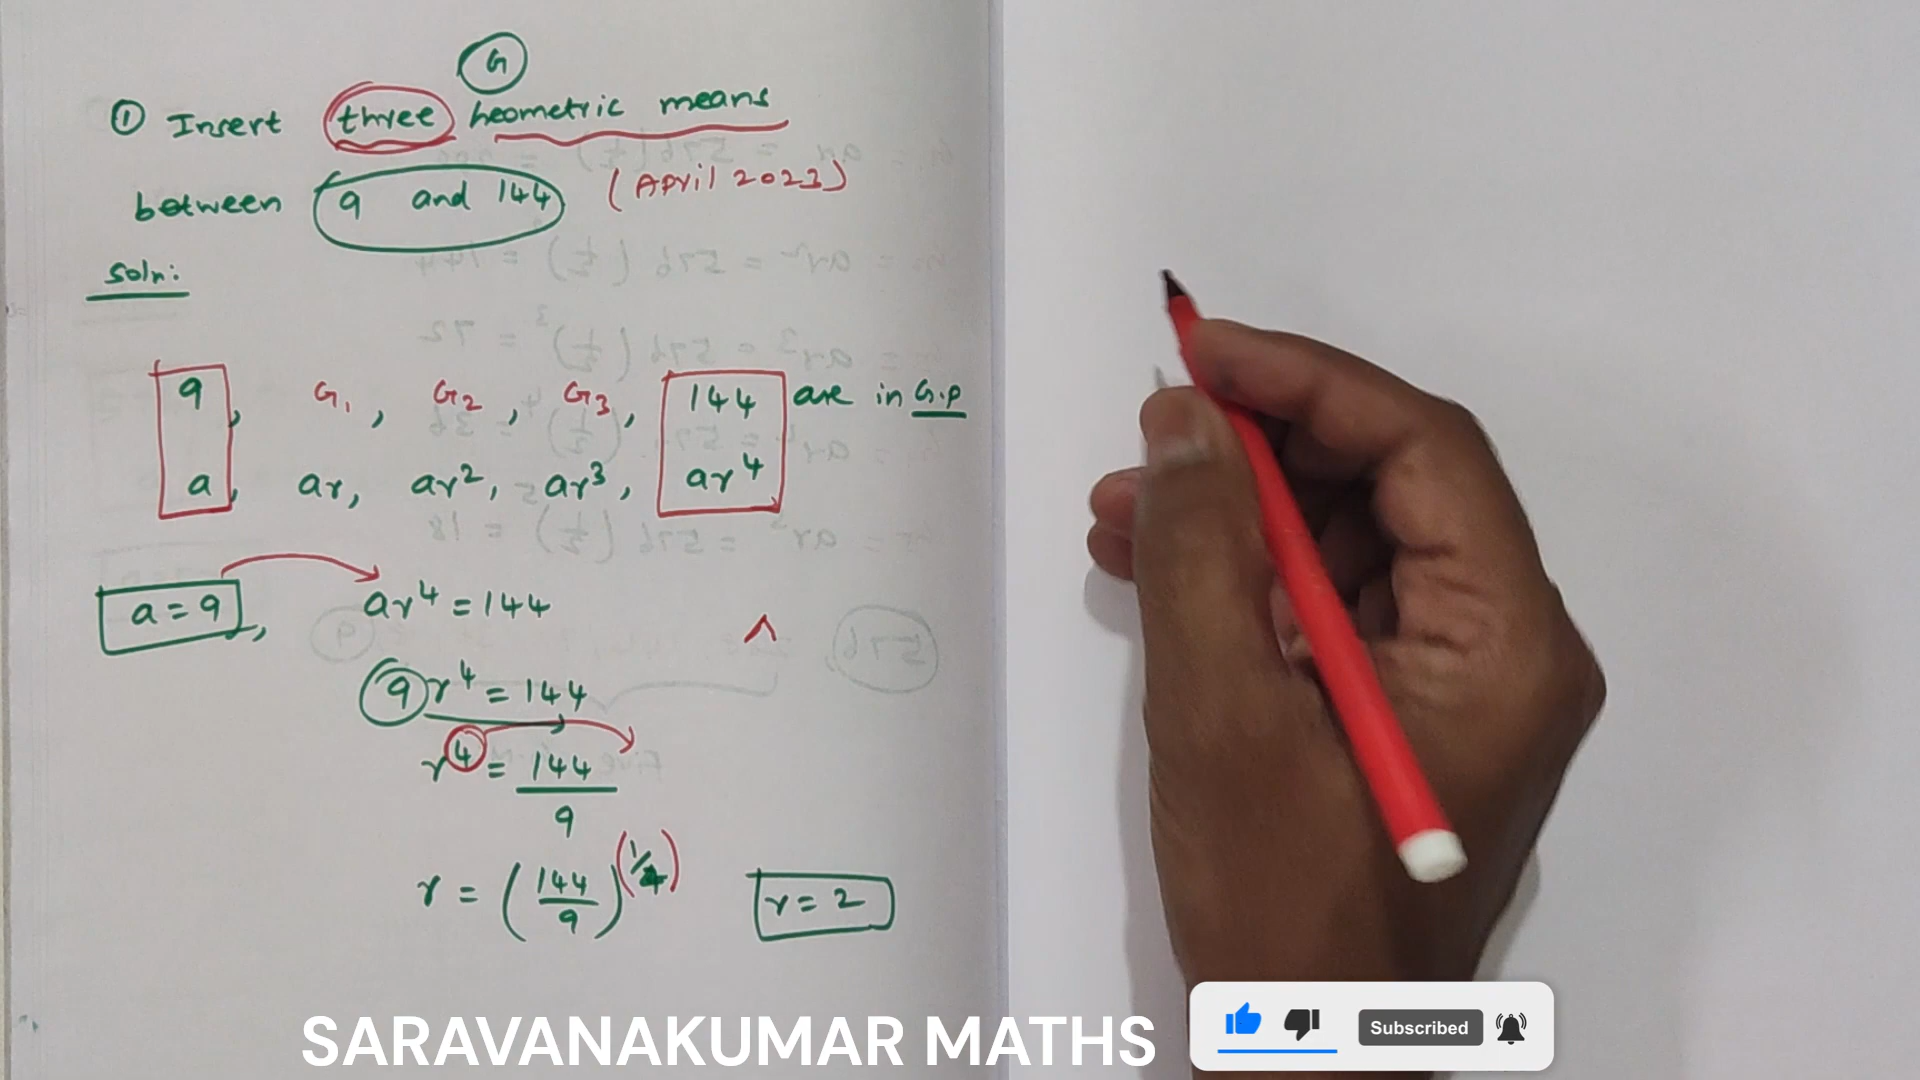 G
① Insert three Geometric means
between 9 and 144 (April 2023)
Soln:
9, G₁, G₂, G₃, 144 are in G.P
a, ar, ar², ar³, ar⁴
a = 9, ar⁴ = 144
9r⁴ = 144
r⁴ = 144/9
r = (144/9)^(1/4) r = 2
SARAVANAKUMAR MATHS
Subscribed